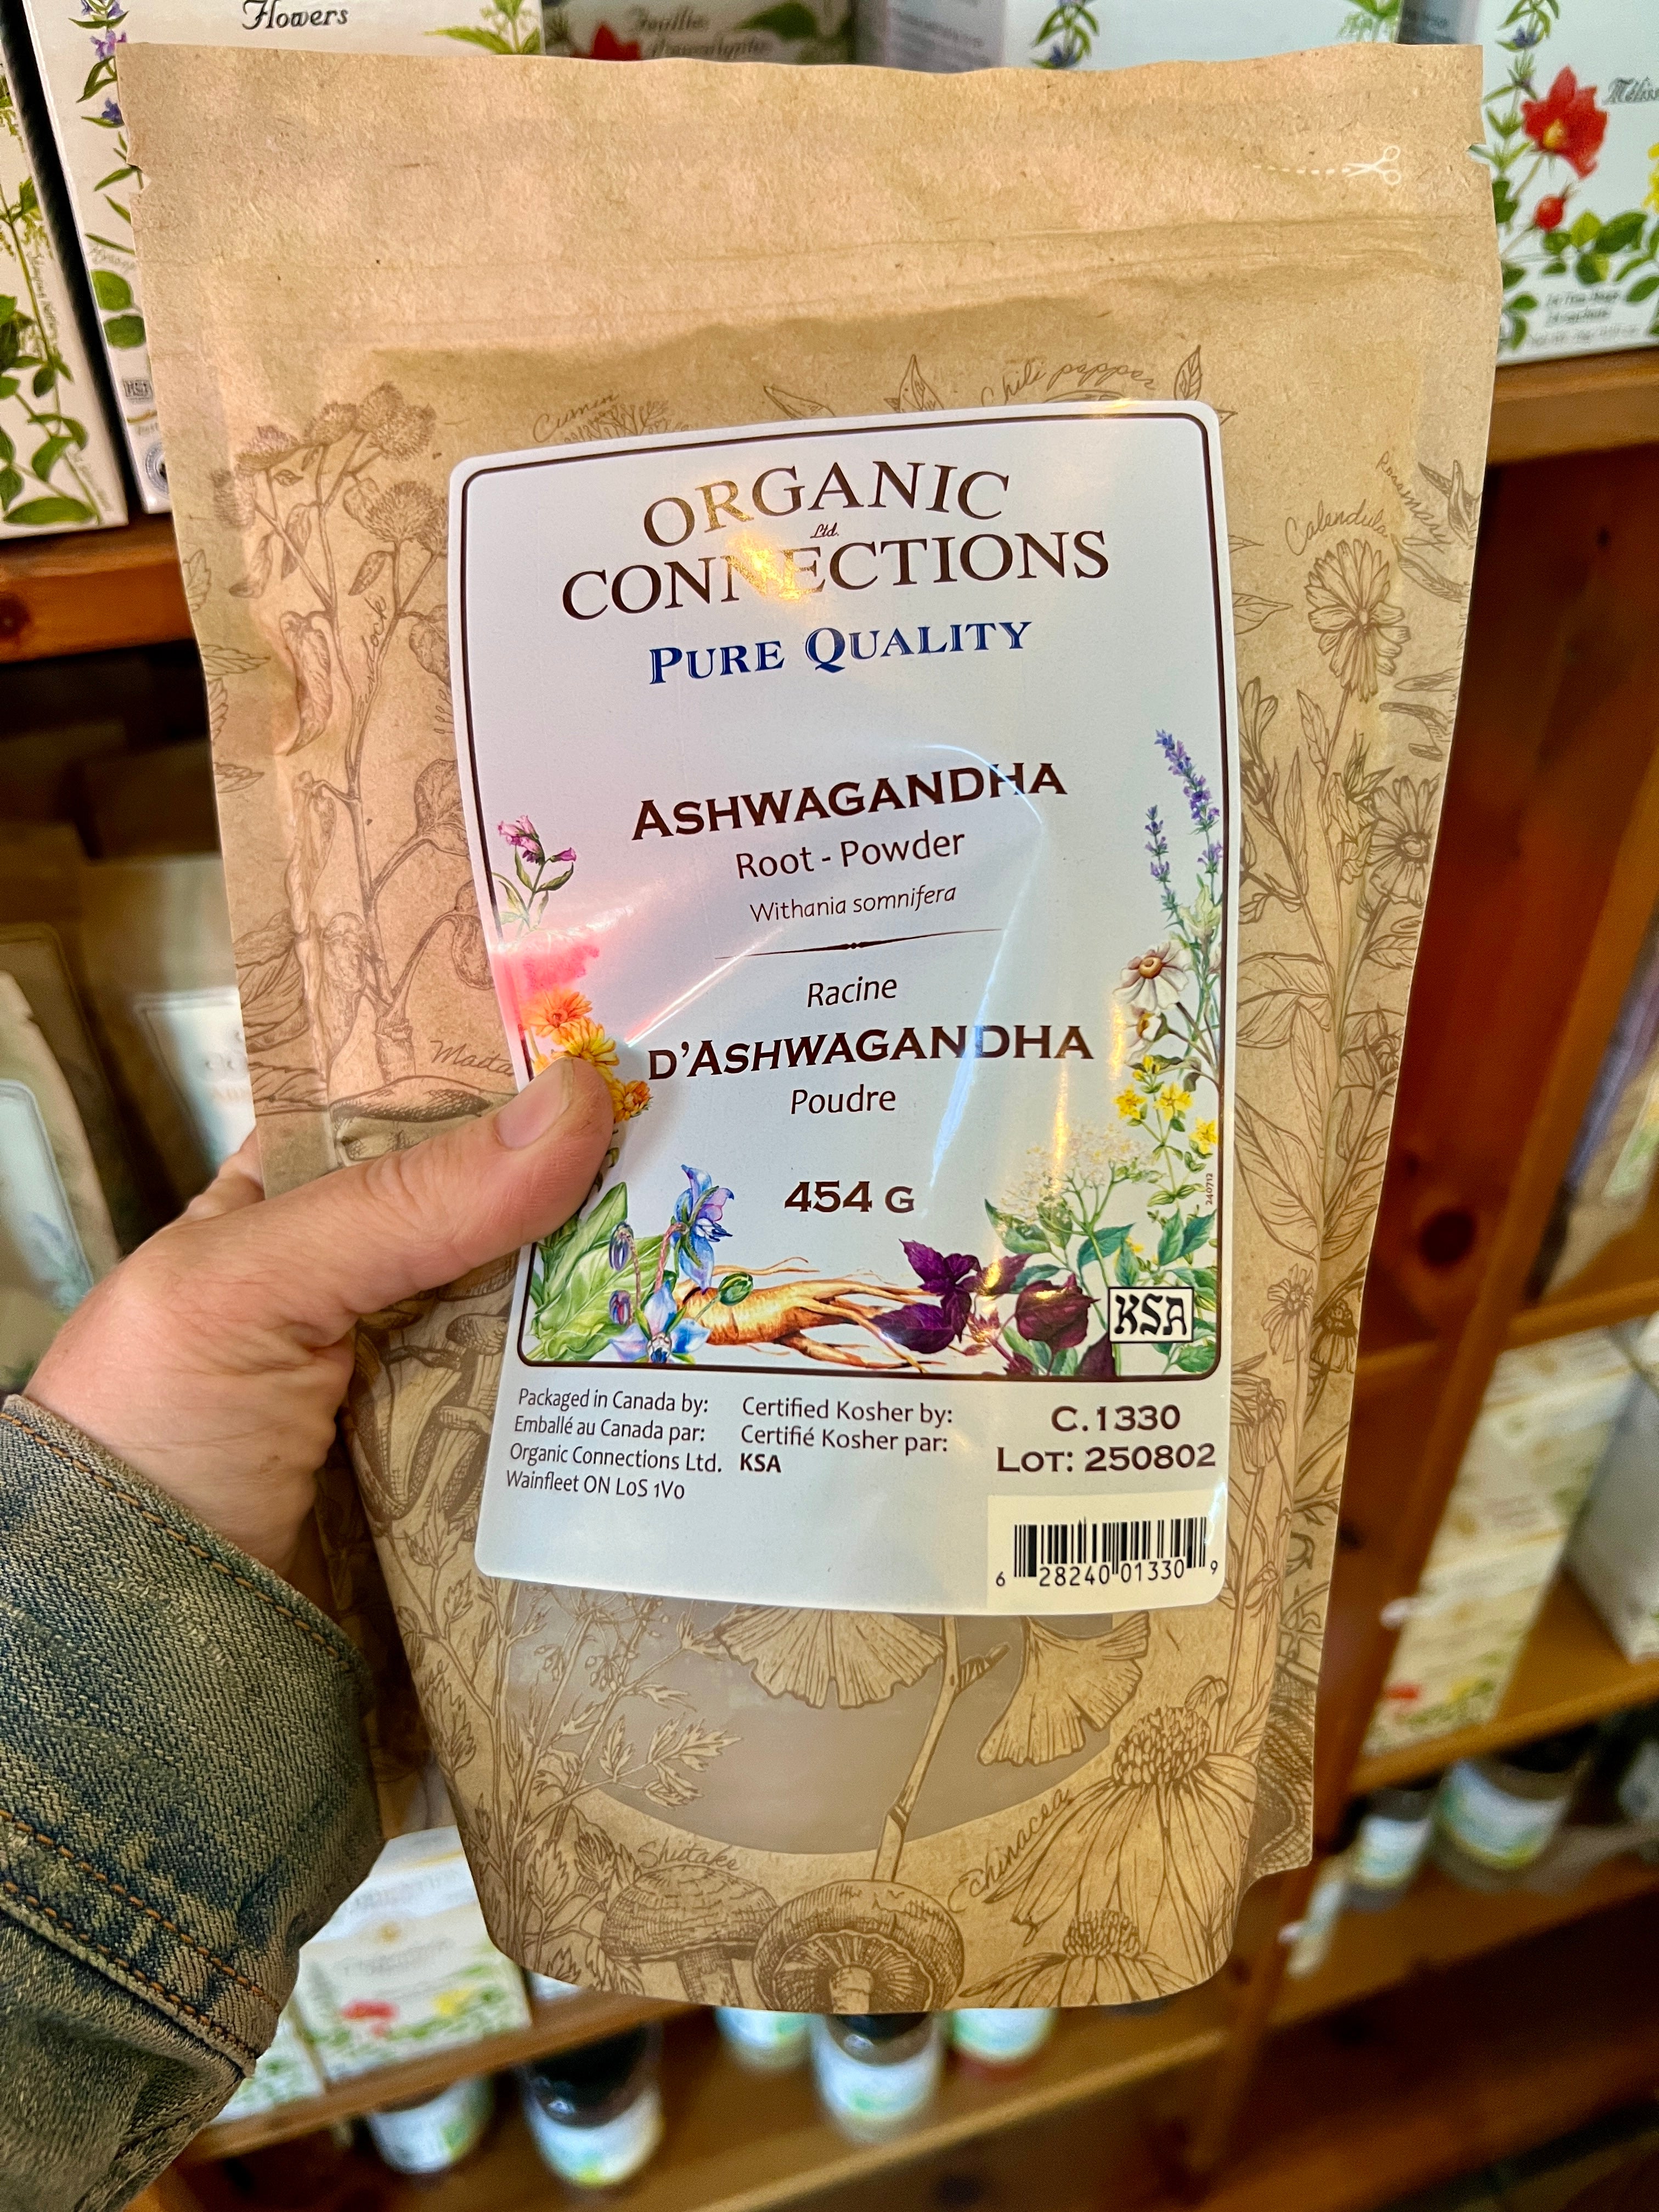 Flowers
Cumin
Chili pepper
Rosemary
Calendula
ORGANIC
Ltd.
CONNECTIONS
PURE QUALITY
ASHWAGANDHA
Root - Powder
Withania somnifera
Racine
D'ASHWAGANDHA
Poudre
454 G
240712
KSA
Packaged in Canada by:
Emballé au Canada par:
Organic Connections Ltd.
Wainfleet ON L0S 1V0
Certified Kosher by:
Certifié Kosher par:
KSA
C.1330
LOT: 250802
6 28240 01330 9
Shiitake
Echinacea